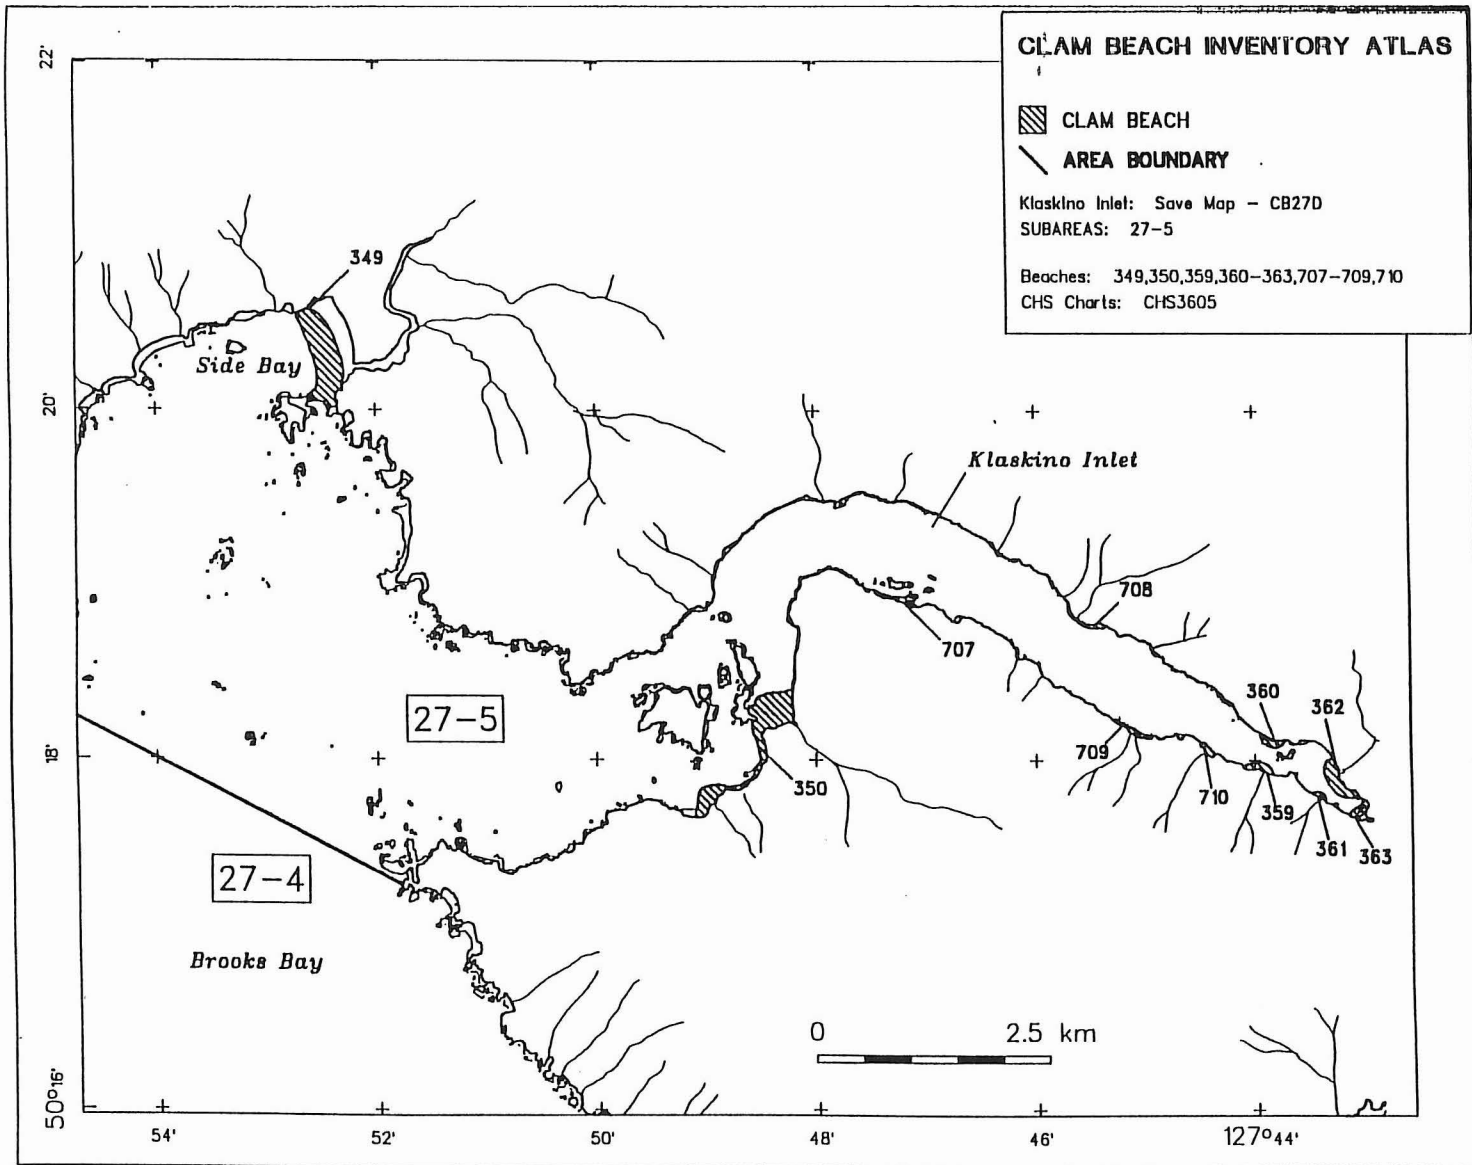 CLAM BEACH INVENTORY ATLAS
CLAM BEACH
AREA BOUNDARY
Klaskino Inlet: Save Map - CB27D
SUBAREAS: 27-5
Beaches: 349,350,359,360-363,707-709,710
CHS Charts: CHS3605
22'
349
Side Bay
20'
Klaskino Inlet
708
707
27-5
360
362
18'
709
350
710
359
361
363
27-4
Brooks Bay
0 2.5 km
50°16'
54' 52' 50' 48' 46' 127°44'